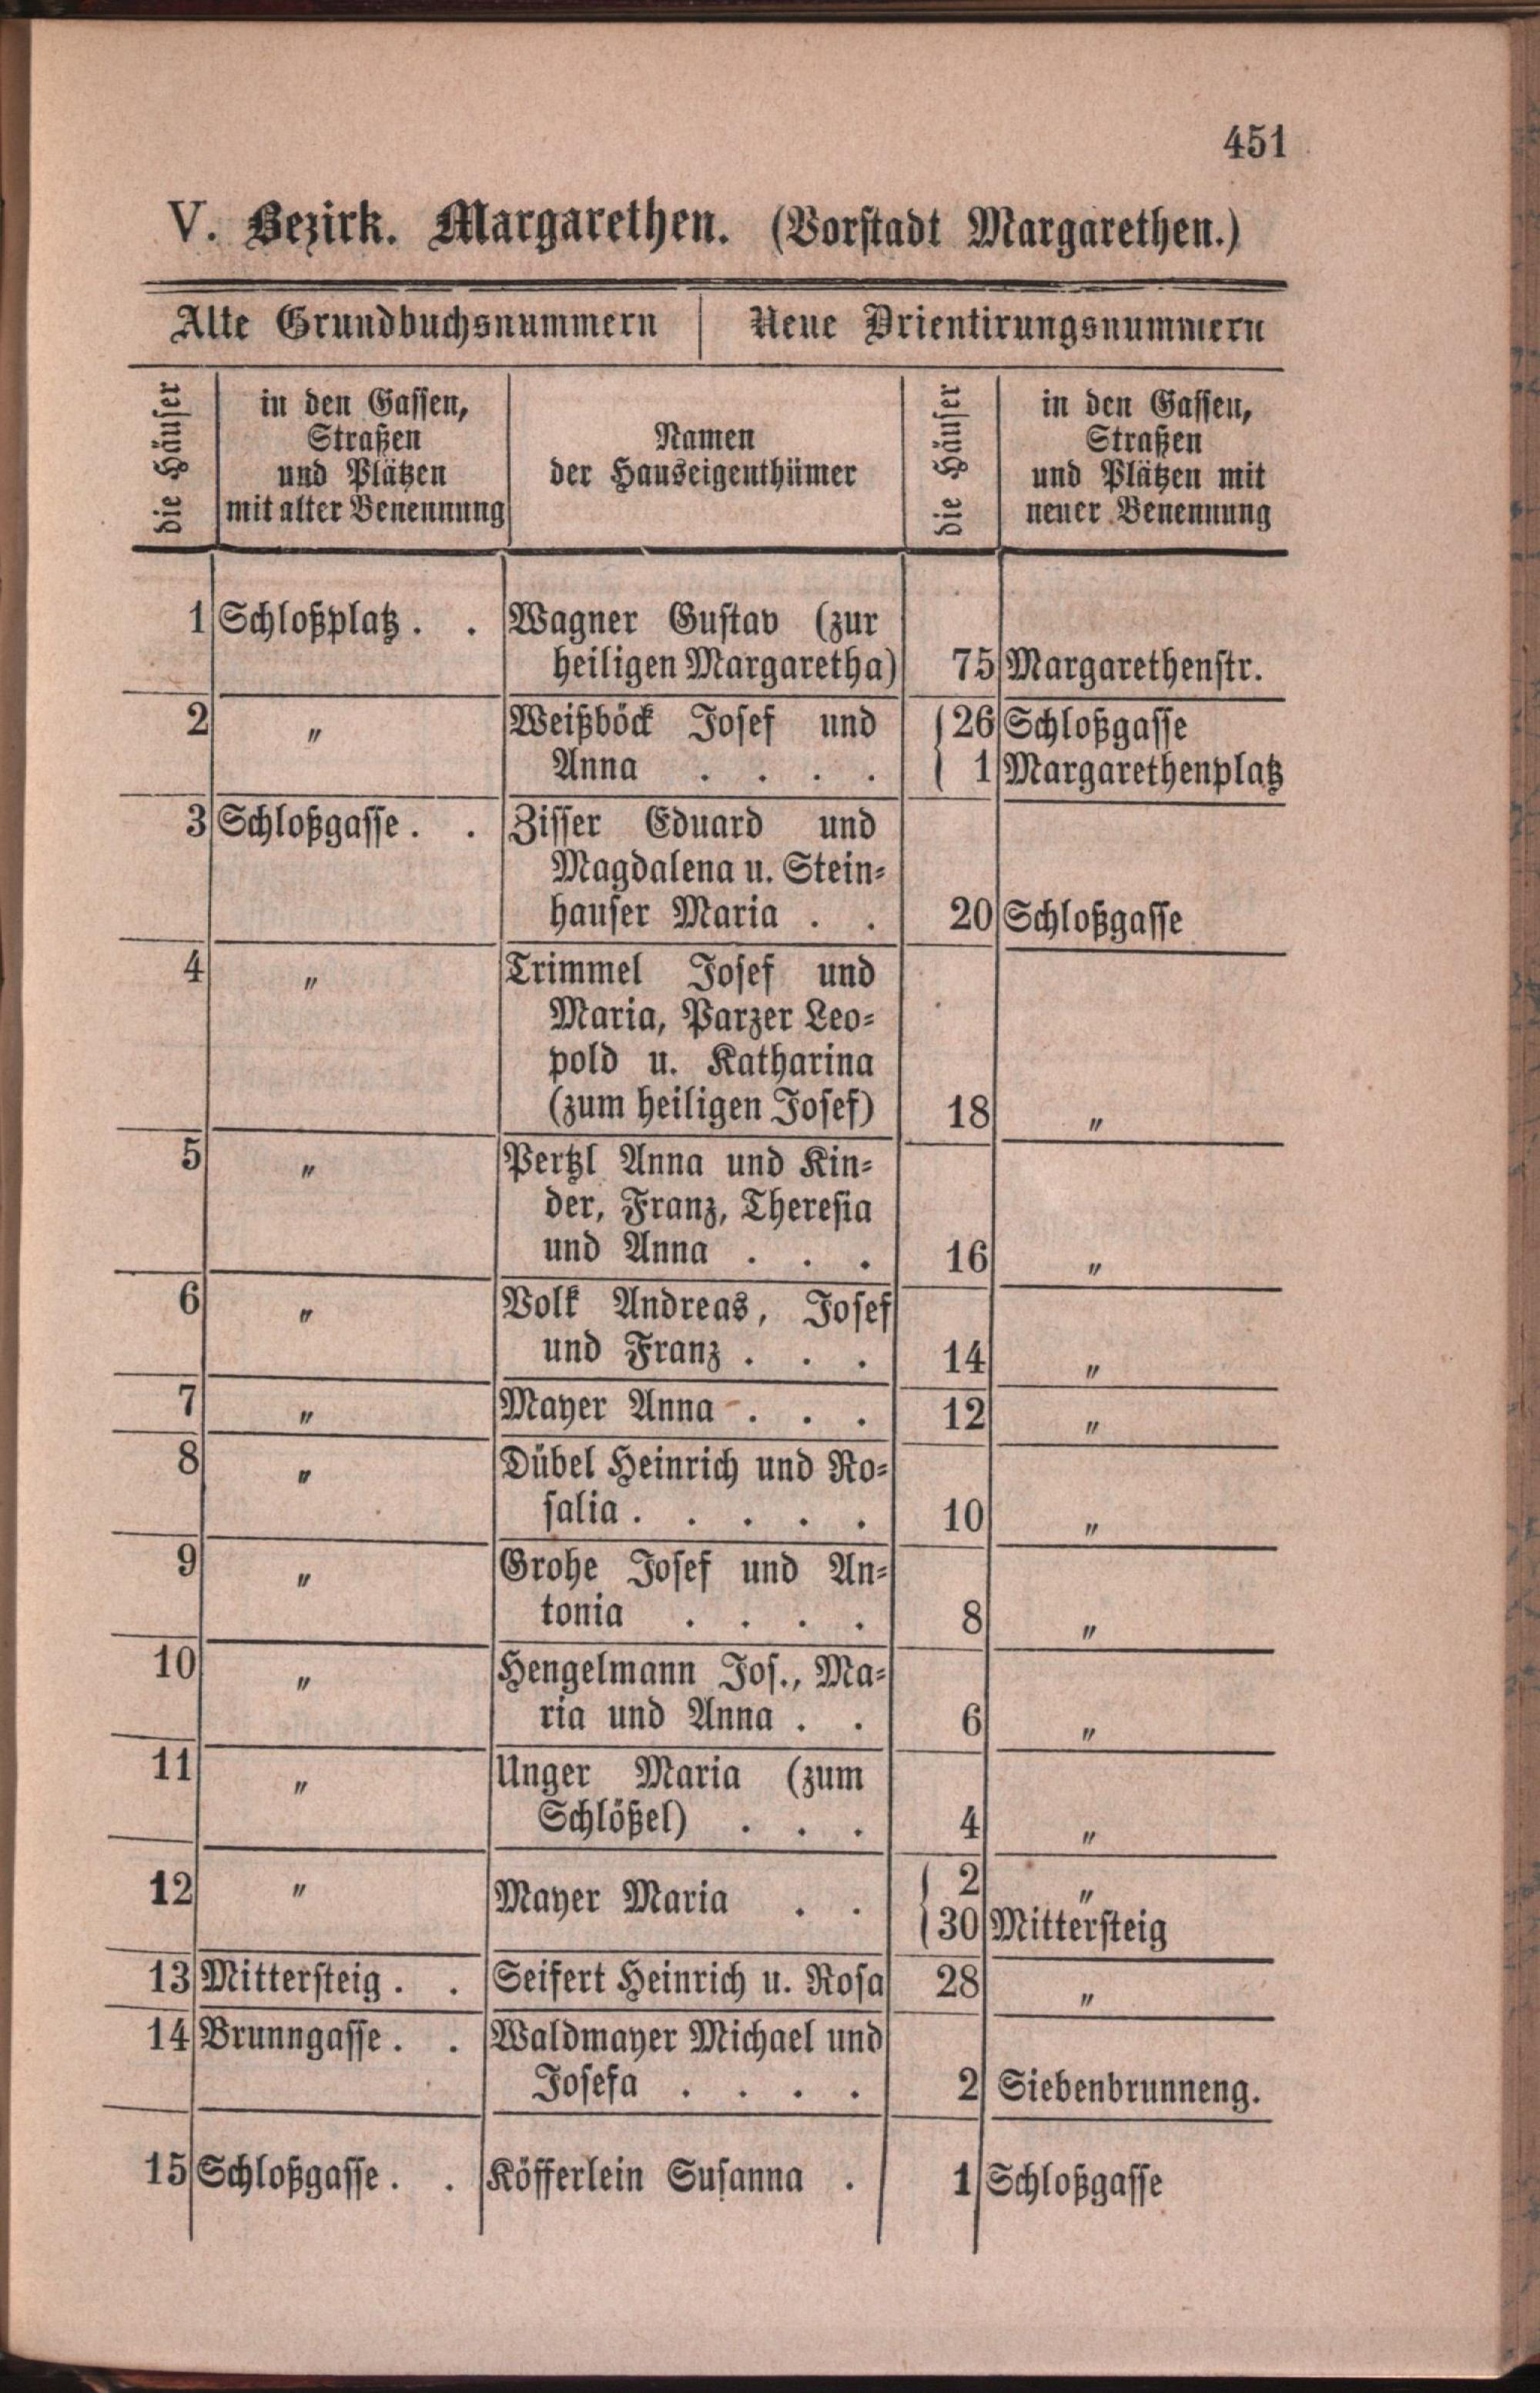 451
V. Bezirk. Margarethen. (Vorstadt Margarethen.)
Alte Grundbuchsnummern Neue Orientirungsnummern
die Häuser
in den Gassen,
Straßen
und Plätzen
mit alter Benennung
Namen
der Hauseigenthümer
die Häuser
in den Gassen,
Straßen
und Plätzen mit
neuer Benennung
1 Schloßplatz . . Wagner Gustav (zur
heiligen Margaretha) 75 Margarethenstr.
2 " Weißböck Josef und { 26 Schloßgasse
Anna . . . . { 1 Margarethenplatz
3 Schloßgasse . . Zisser Eduard und
Magdalena u. Stein-
hauser Maria . . 20 Schloßgasse
4 " Trimmel Josef und
Maria, Parzer Leo-
pold u. Katharina
(zum heiligen Josef) 18 "
5 " Pertzl Anna und Kin-
der, Franz, Theresia
und Anna . . . 16 "
6 " Volk Andreas, Josef
und Franz . . . 14 "
7 " Mayer Anna . . . 12 "
8 " Dübel Heinrich und Ro-
salia . . . . . 10 "
9 " Grohe Josef und An-
tonia . . . . 8 "
10 " Hengelmann Jos., Ma-
ria und Anna . . 6 "
11 " Unger Maria (zum
Schlößel) . . . 4 "
12 " Mayer Maria . . { 2 "
{ 30 Mittersteig
13 Mittersteig . . Seifert Heinrich u. Rosa 28 "
14 Brunngasse . . Waldmayer Michael und
Josefa . . . . 2 Siebenbrunneng.
15 Schloßgasse . . Köfferlein Susanna . 1 Schloßgasse